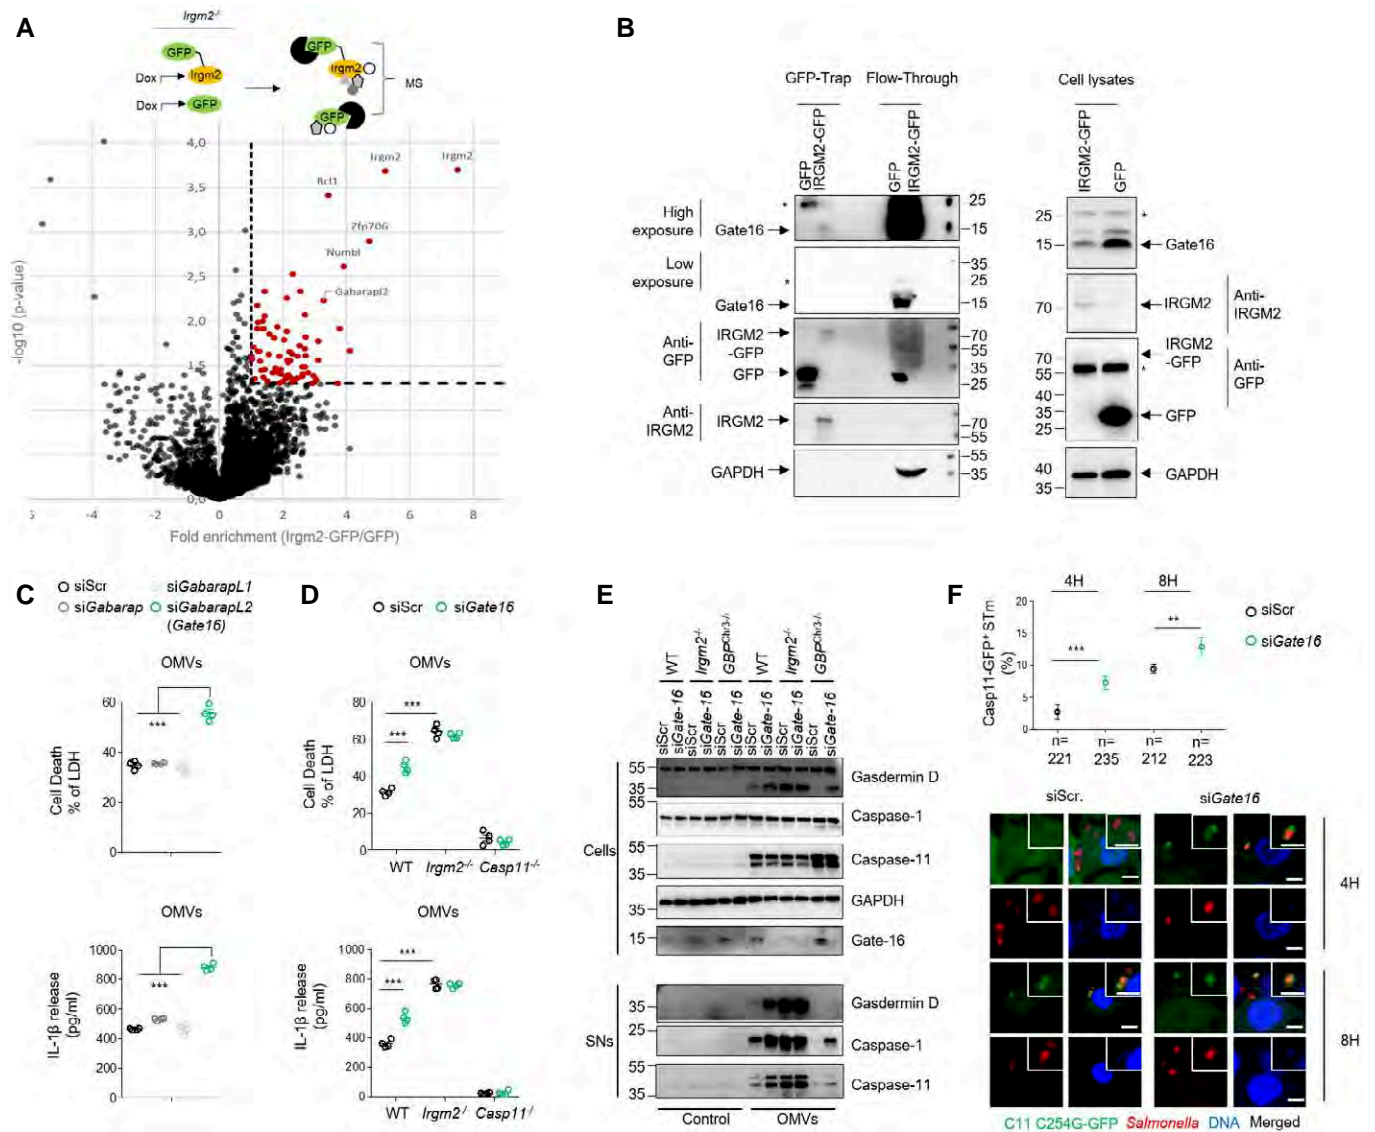 A
Irgm2-/-
GFP
Dox
Irgm2
Dox
GFP
GFP
Irgm2
GFP
MS
4,0
3,5
3,0
2,5
2,0
1,5
0,0
-log10 (p-value)
Irgm2
Irgm2
Rcl1
Zfp706
Numbl
Gabarapl2
-4
-2
0
2
4
6
8
Fold enrichment (Irgm2-GFP/GFP)
B
GFP-Trap
Flow-Through
Cell lysates
GFP
IRGM2-GFP
GFP
IRGM2-GFP
IRGM2-GFP
GFP
High
exposure
*
Gate16
25
15
Low
exposure
*
Gate16
35
25
15
Anti-
GFP
IRGM2
-GFP
GFP
70
55
35
25
Anti-
IRGM2
IRGM2
70
55
GAPDH
55
35
25
15
*
Gate16
70
IRGM2
Anti-
IRGM2
70
55
40
35
25
IRGM2
-GFP
*
GFP
Anti-
GFP
40
35
GAPDH
C
siScr
siGabarapL1
siGabarap
siGabarapL2
(Gate16)
OMVs
Cell Death
% of LDH
60
40
20
0
***
OMVs
IL-1β release
(pg/ml)
1000
800
600
400
200
0
***
D
siScr
siGate16
OMVs
Cell Death
% of LDH
80
60
40
20
0
***
***
WT
Irgm2-/-
Casp11-/-
OMVs
IL-1β release
(pg/ml)
1000
800
600
400
200
0
***
***
WT
Irgm2-/
Casp11-/
E
WT
Irgm2-/-
GBPChr3-/-
WT
Irgm2-/-
GBPChr3-/-
siScr
siGate-16
siScr
siGate-16
siScr
siGate-16
siScr
siGate-16
siScr
siGate-16
siScr
siGate-16
Cells
55
35
Gasdermin D
55
Caspase-1
55
35
Caspase-11
35
GAPDH
15
Gate-16
SNs
35
Gasdermin D
25
Caspase-1
55
35
Caspase-11
Control
OMVs
F
4H
8H
Casp11-GFP+ STm
(%)
20
15
10
5
0
***
**
siScr
siGate16
n=
221
n=
235
n=
212
n=
223
siScr.
siGate16
4H
8H
C11 C254G-GFP Salmonella DNA Merged